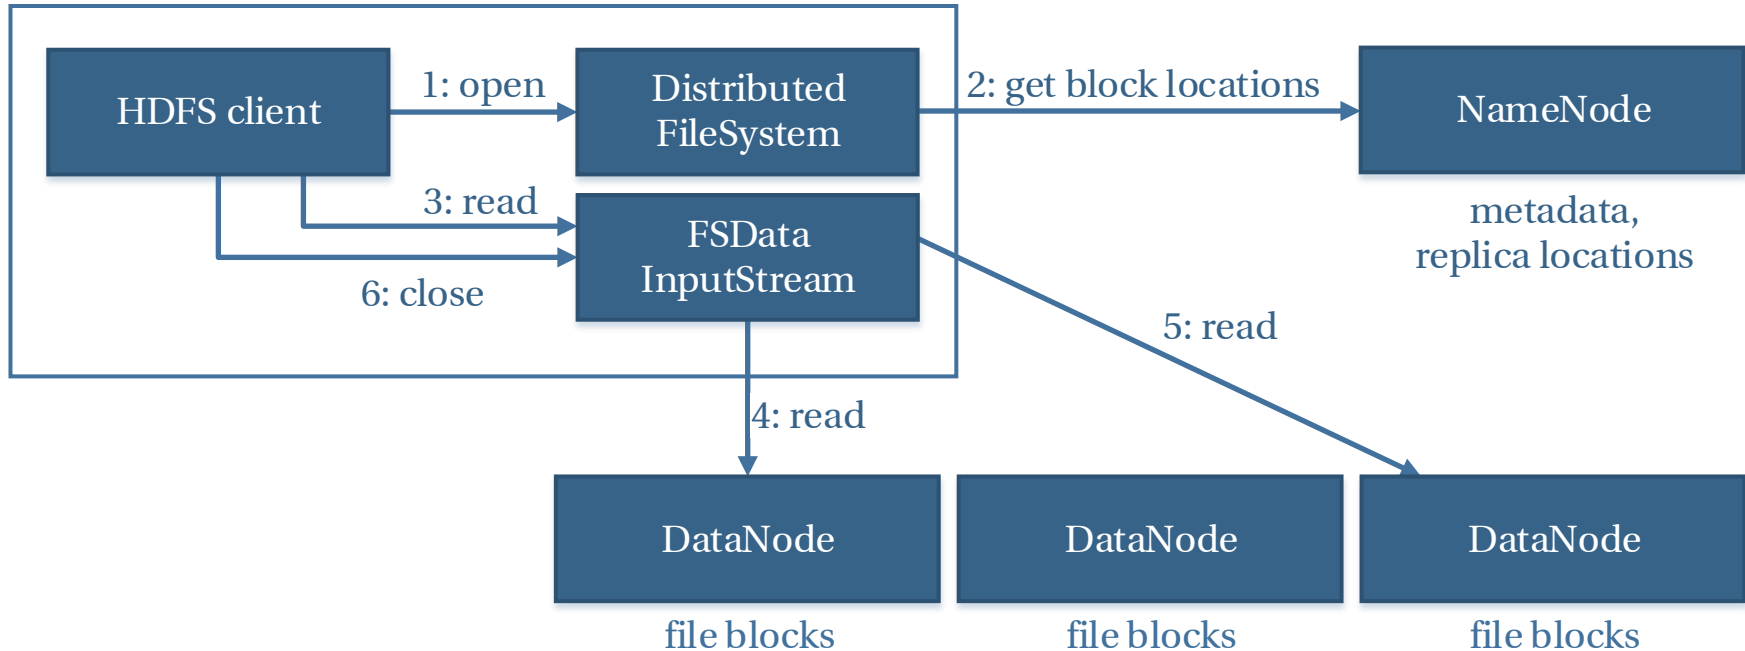 HDFS client
1: open
Distributed
FileSystem
2: get block locations
NameNode
metadata,
replica locations
3: read
FSData
InputStream
6: close
5: read
4: read
DataNode
DataNode
DataNode
file blocks
file blocks
file blocks